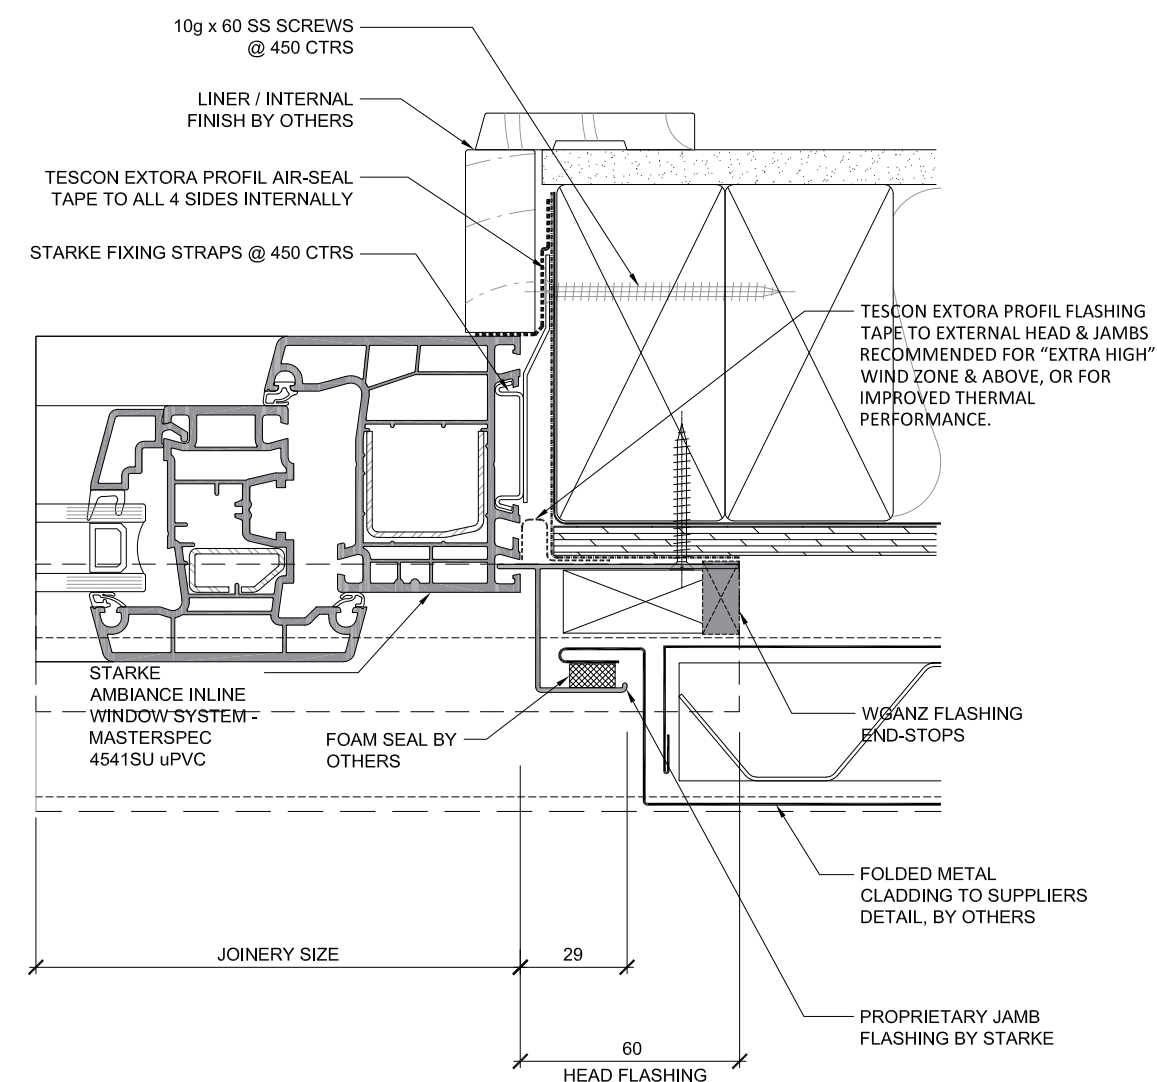 10g x 60 SS SCREWS
@ 450 CTRS
LINER / INTERNAL
FINISH BY OTHERS
TESCON EXTORA PROFIL AIR-SEAL
TAPE TO ALL 4 SIDES INTERNALLY
STARKE FIXING STRAPS @ 450 CTRS
TESCON EXTORA PROFIL FLASHING
TAPE TO EXTERNAL HEAD & JAMBS
RECOMMENDED FOR “EXTRA HIGH”
WIND ZONE & ABOVE, OR FOR
IMPROVED THERMAL
PERFORMANCE.
STARKE
AMBIANCE INLINE
WINDOW SYSTEM -
MASTERSPEC
4541SU uPVC
FOAM SEAL BY
OTHERS
WGANZ FLASHING
END-STOPS
FOLDED METAL
CLADDING TO SUPPLIERS
DETAIL, BY OTHERS
JOINERY SIZE
29
PROPRIETARY JAMB
FLASHING BY STARKE
60
HEAD FLASHING